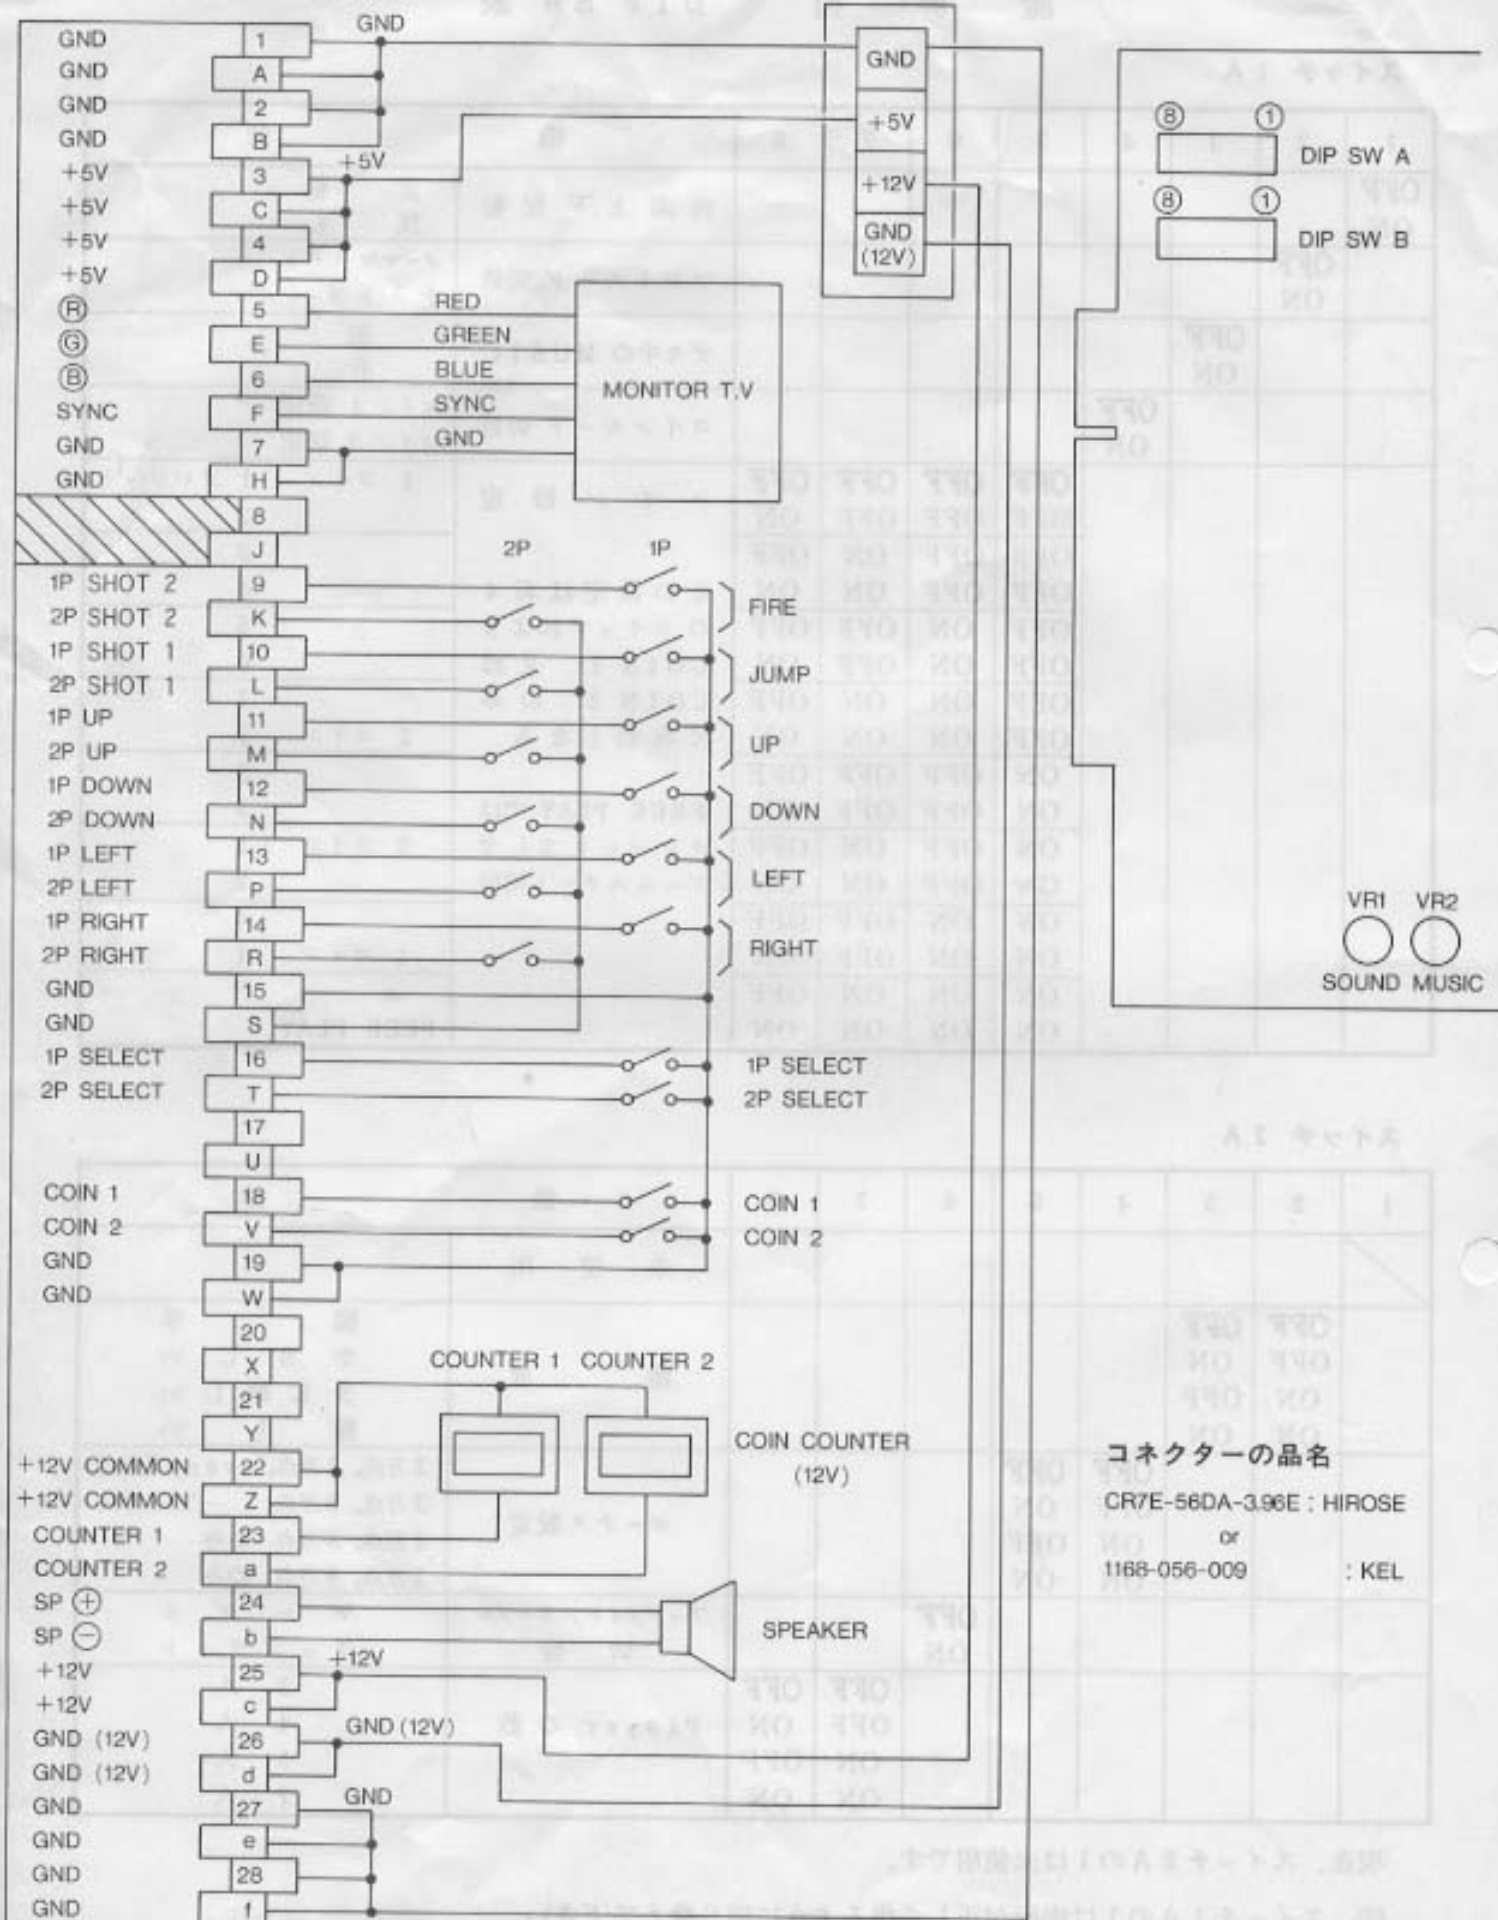 GND 1 GND
GND A
GND 2
GND B
+5V 3 +5V
+5V C
+5V 4
+5V D
Ⓡ 5 RED
Ⓖ E GREEN
Ⓑ 6 BLUE
SYNC F SYNC
GND 7 GND
GND H
MONITOR T.V
8
J
2P 1P
1P SHOT 2 9
2P SHOT 2 K
FIRE
1P SHOT 1 10
2P SHOT 1 L
JUMP
1P UP 11
2P UP M
UP
1P DOWN 12
2P DOWN N
DOWN
1P LEFT 13
2P LEFT P
LEFT
1P RIGHT 14
2P RIGHT R
RIGHT
GND 15
GND S
1P SELECT 16 1P SELECT
2P SELECT T 2P SELECT
17
U
COIN 1 18 COIN 1
COIN 2 V COIN 2
GND 19
GND W
20
X
21
Y
COUNTER 1 COUNTER 2
COIN COUNTER
(12V)
+12V COMMON 22
+12V COMMON Z
COUNTER 1 23
COUNTER 2 a
SP ⊕ 24
SP ⊖ b
SPEAKER
+12V 25 +12V
+12V c
GND (12V) 26 GND (12V)
GND (12V) d
GND 27 GND
GND e
GND 28
GND f
GND
+5V
+12V
GND
(12V)
⑧ ①
DIP SW A
⑧ ①
DIP SW B
VR1 VR2
SOUND MUSIC
コネクターの品名
CR7E-56DA-3.96E : HIROSE
or
1168-056-009 : KEL